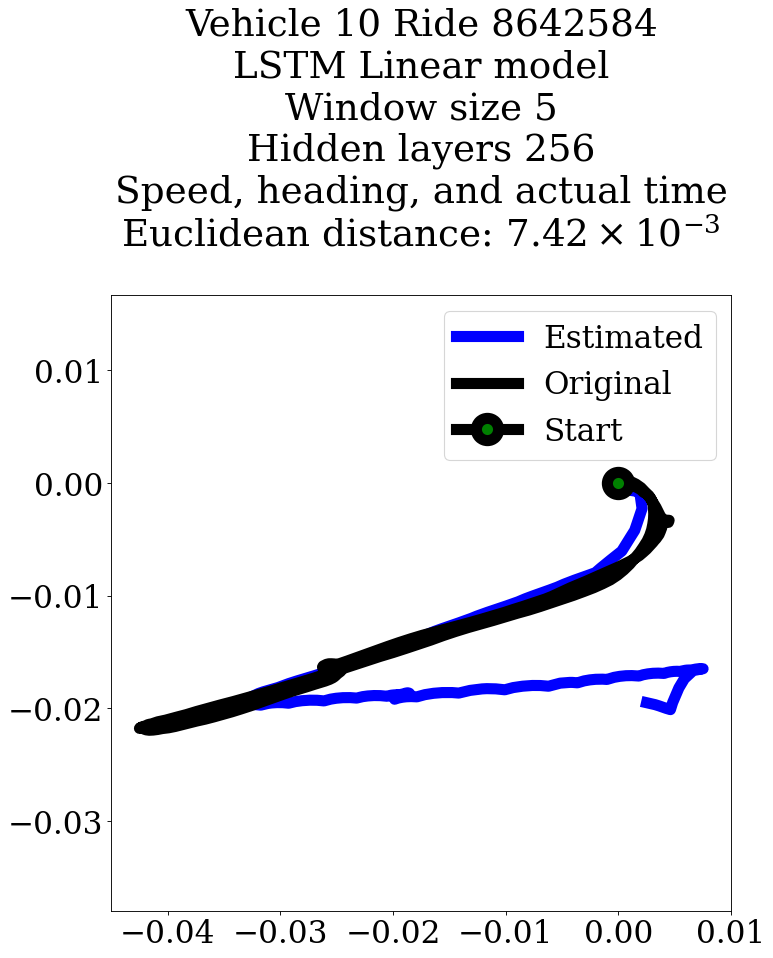 Vehicle 10 Ride 8642584
LSTM Linear model
Window size 5
Hidden layers 256
Speed, heading, and actual time
Euclidean distance: 7.42 × 10⁻³
Estimated
Original
Start
0.01
0.00
−0.01
−0.02
−0.03
−0.04 −0.03 −0.02 −0.01 0.00 0.01